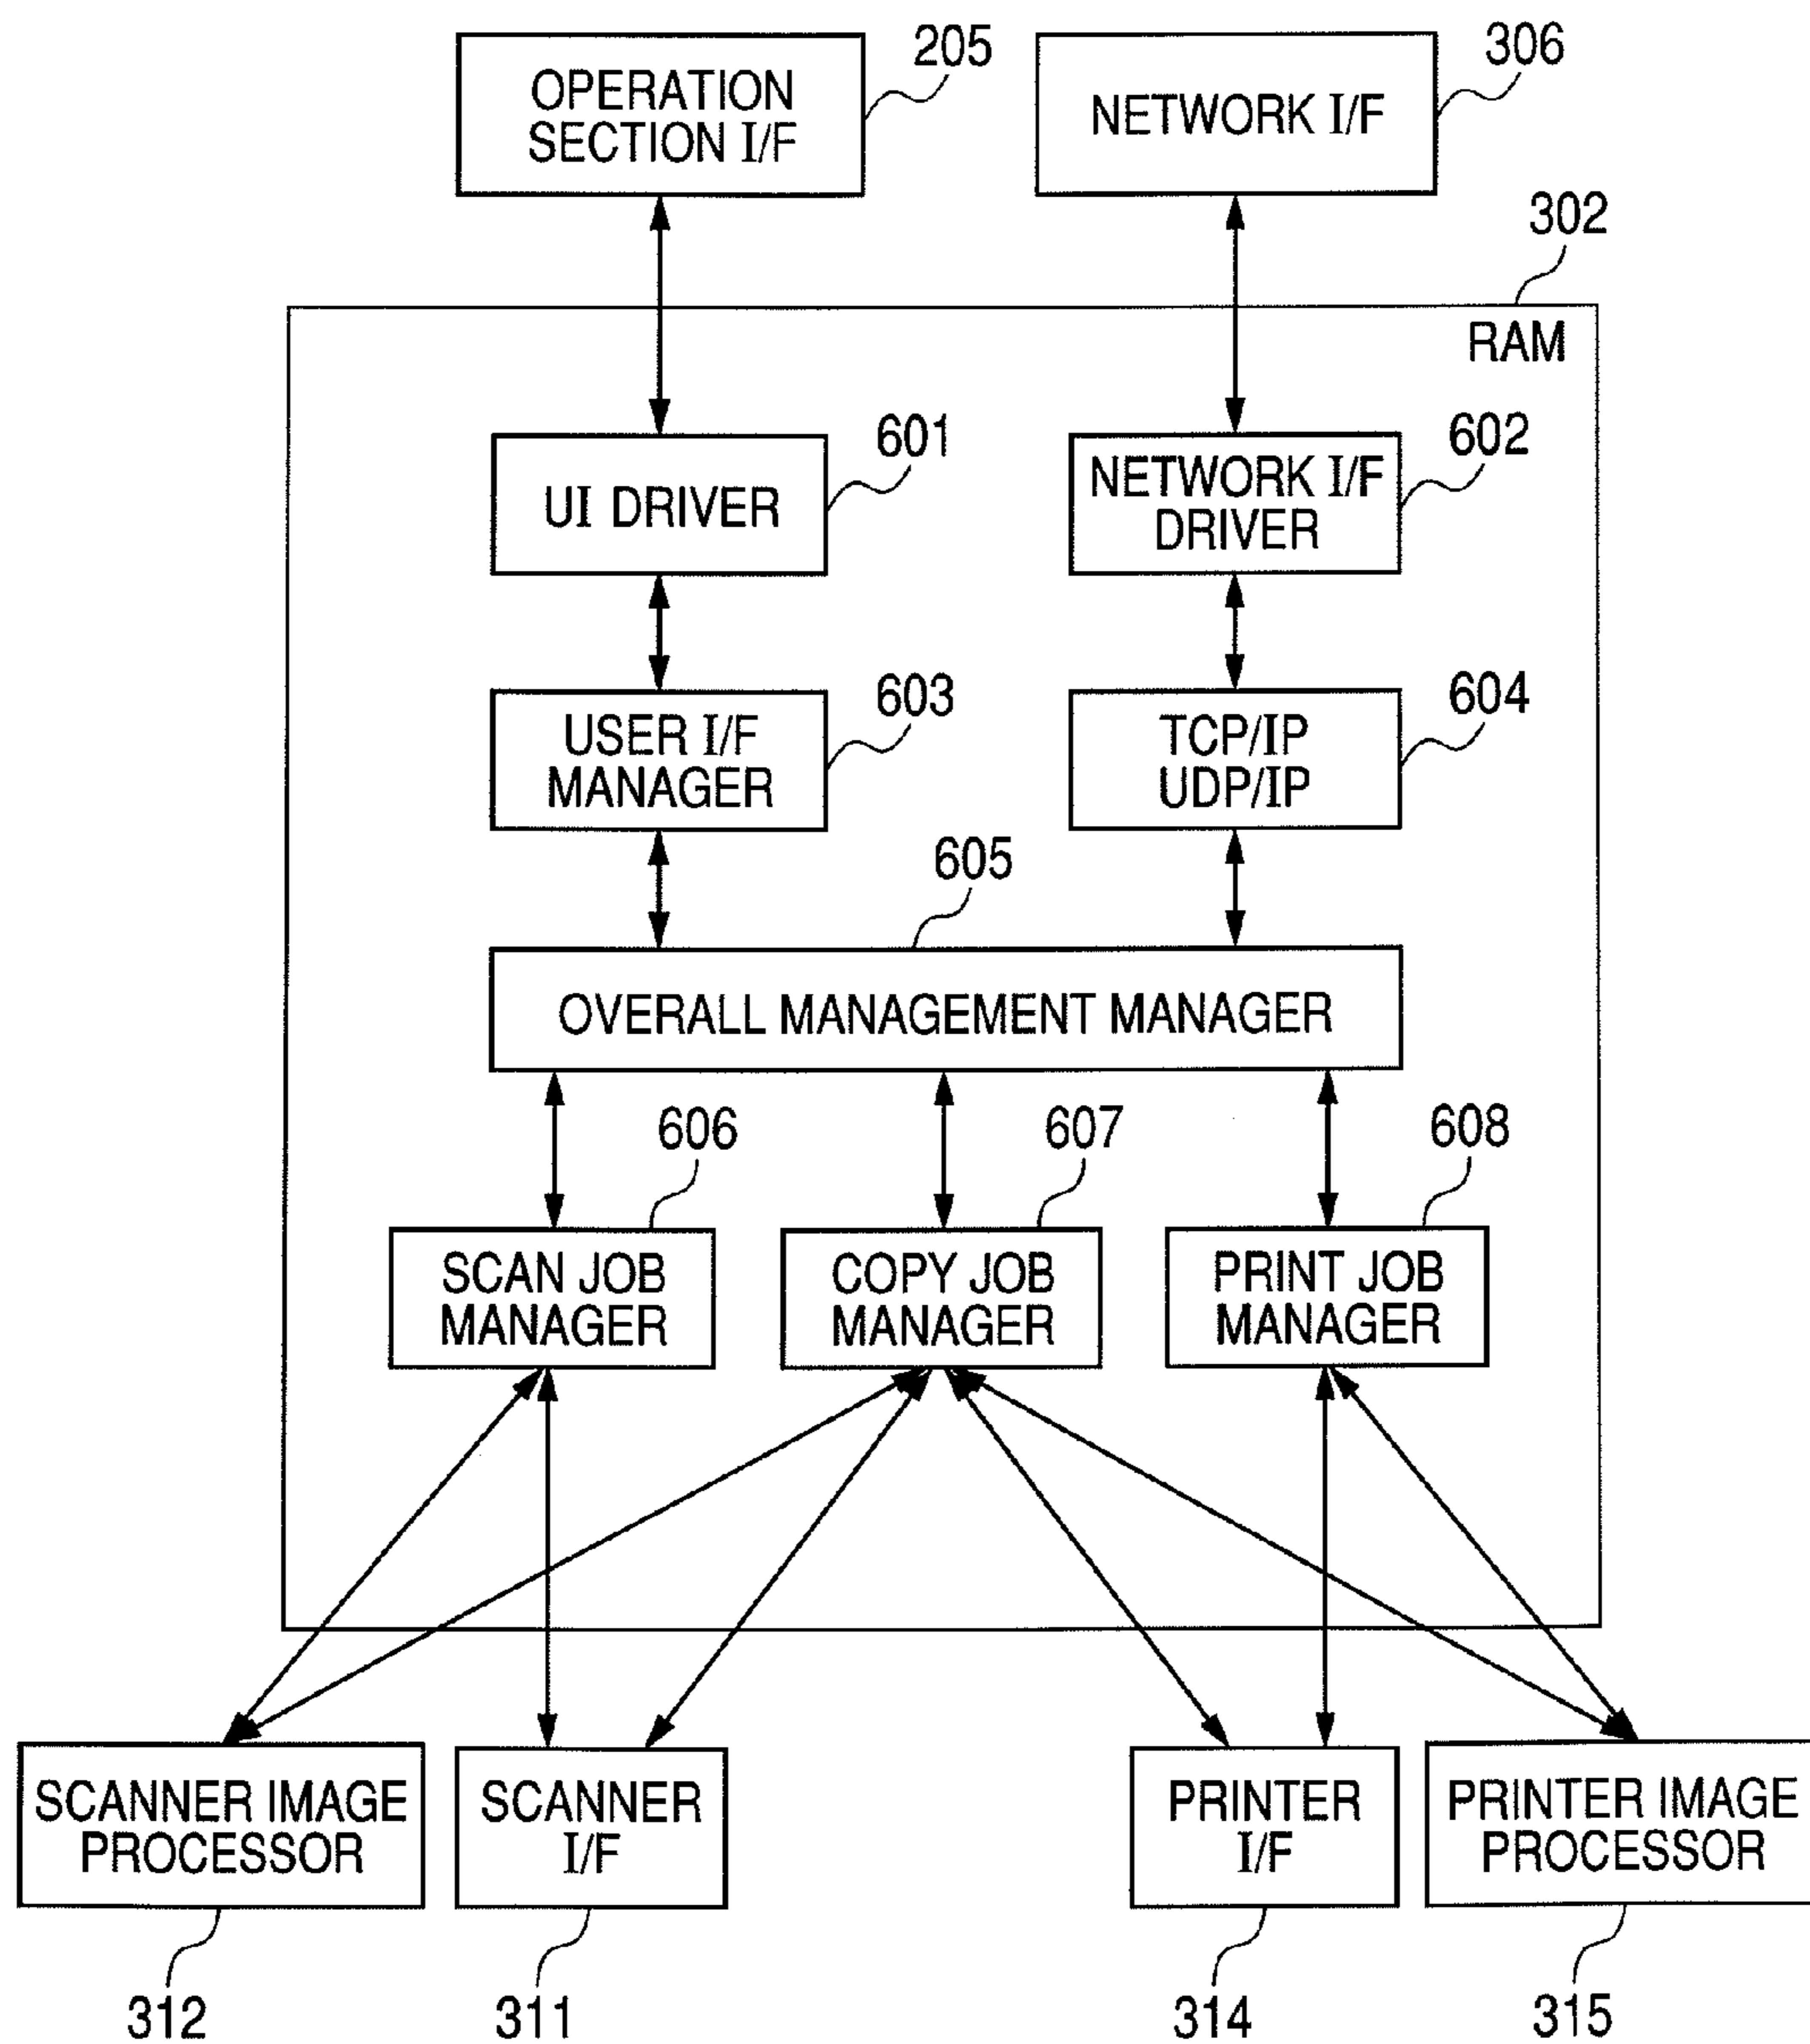 205
306
OPERATION
SECTION I/F
NETWORK I/F
302
RAM
601
602
UI DRIVER
NETWORK I/F
DRIVER
603
604
USER I/F
MANAGER
TCP/IP
UDP/IP
605
OVERALL MANAGEMENT MANAGER
606
607
608
SCAN JOB
MANAGER
COPY JOB
MANAGER
PRINT JOB
MANAGER
SCANNER IMAGE
PROCESSOR
SCANNER
I/F
PRINTER
I/F
PRINTER IMAGE
PROCESSOR
312
311
314
315